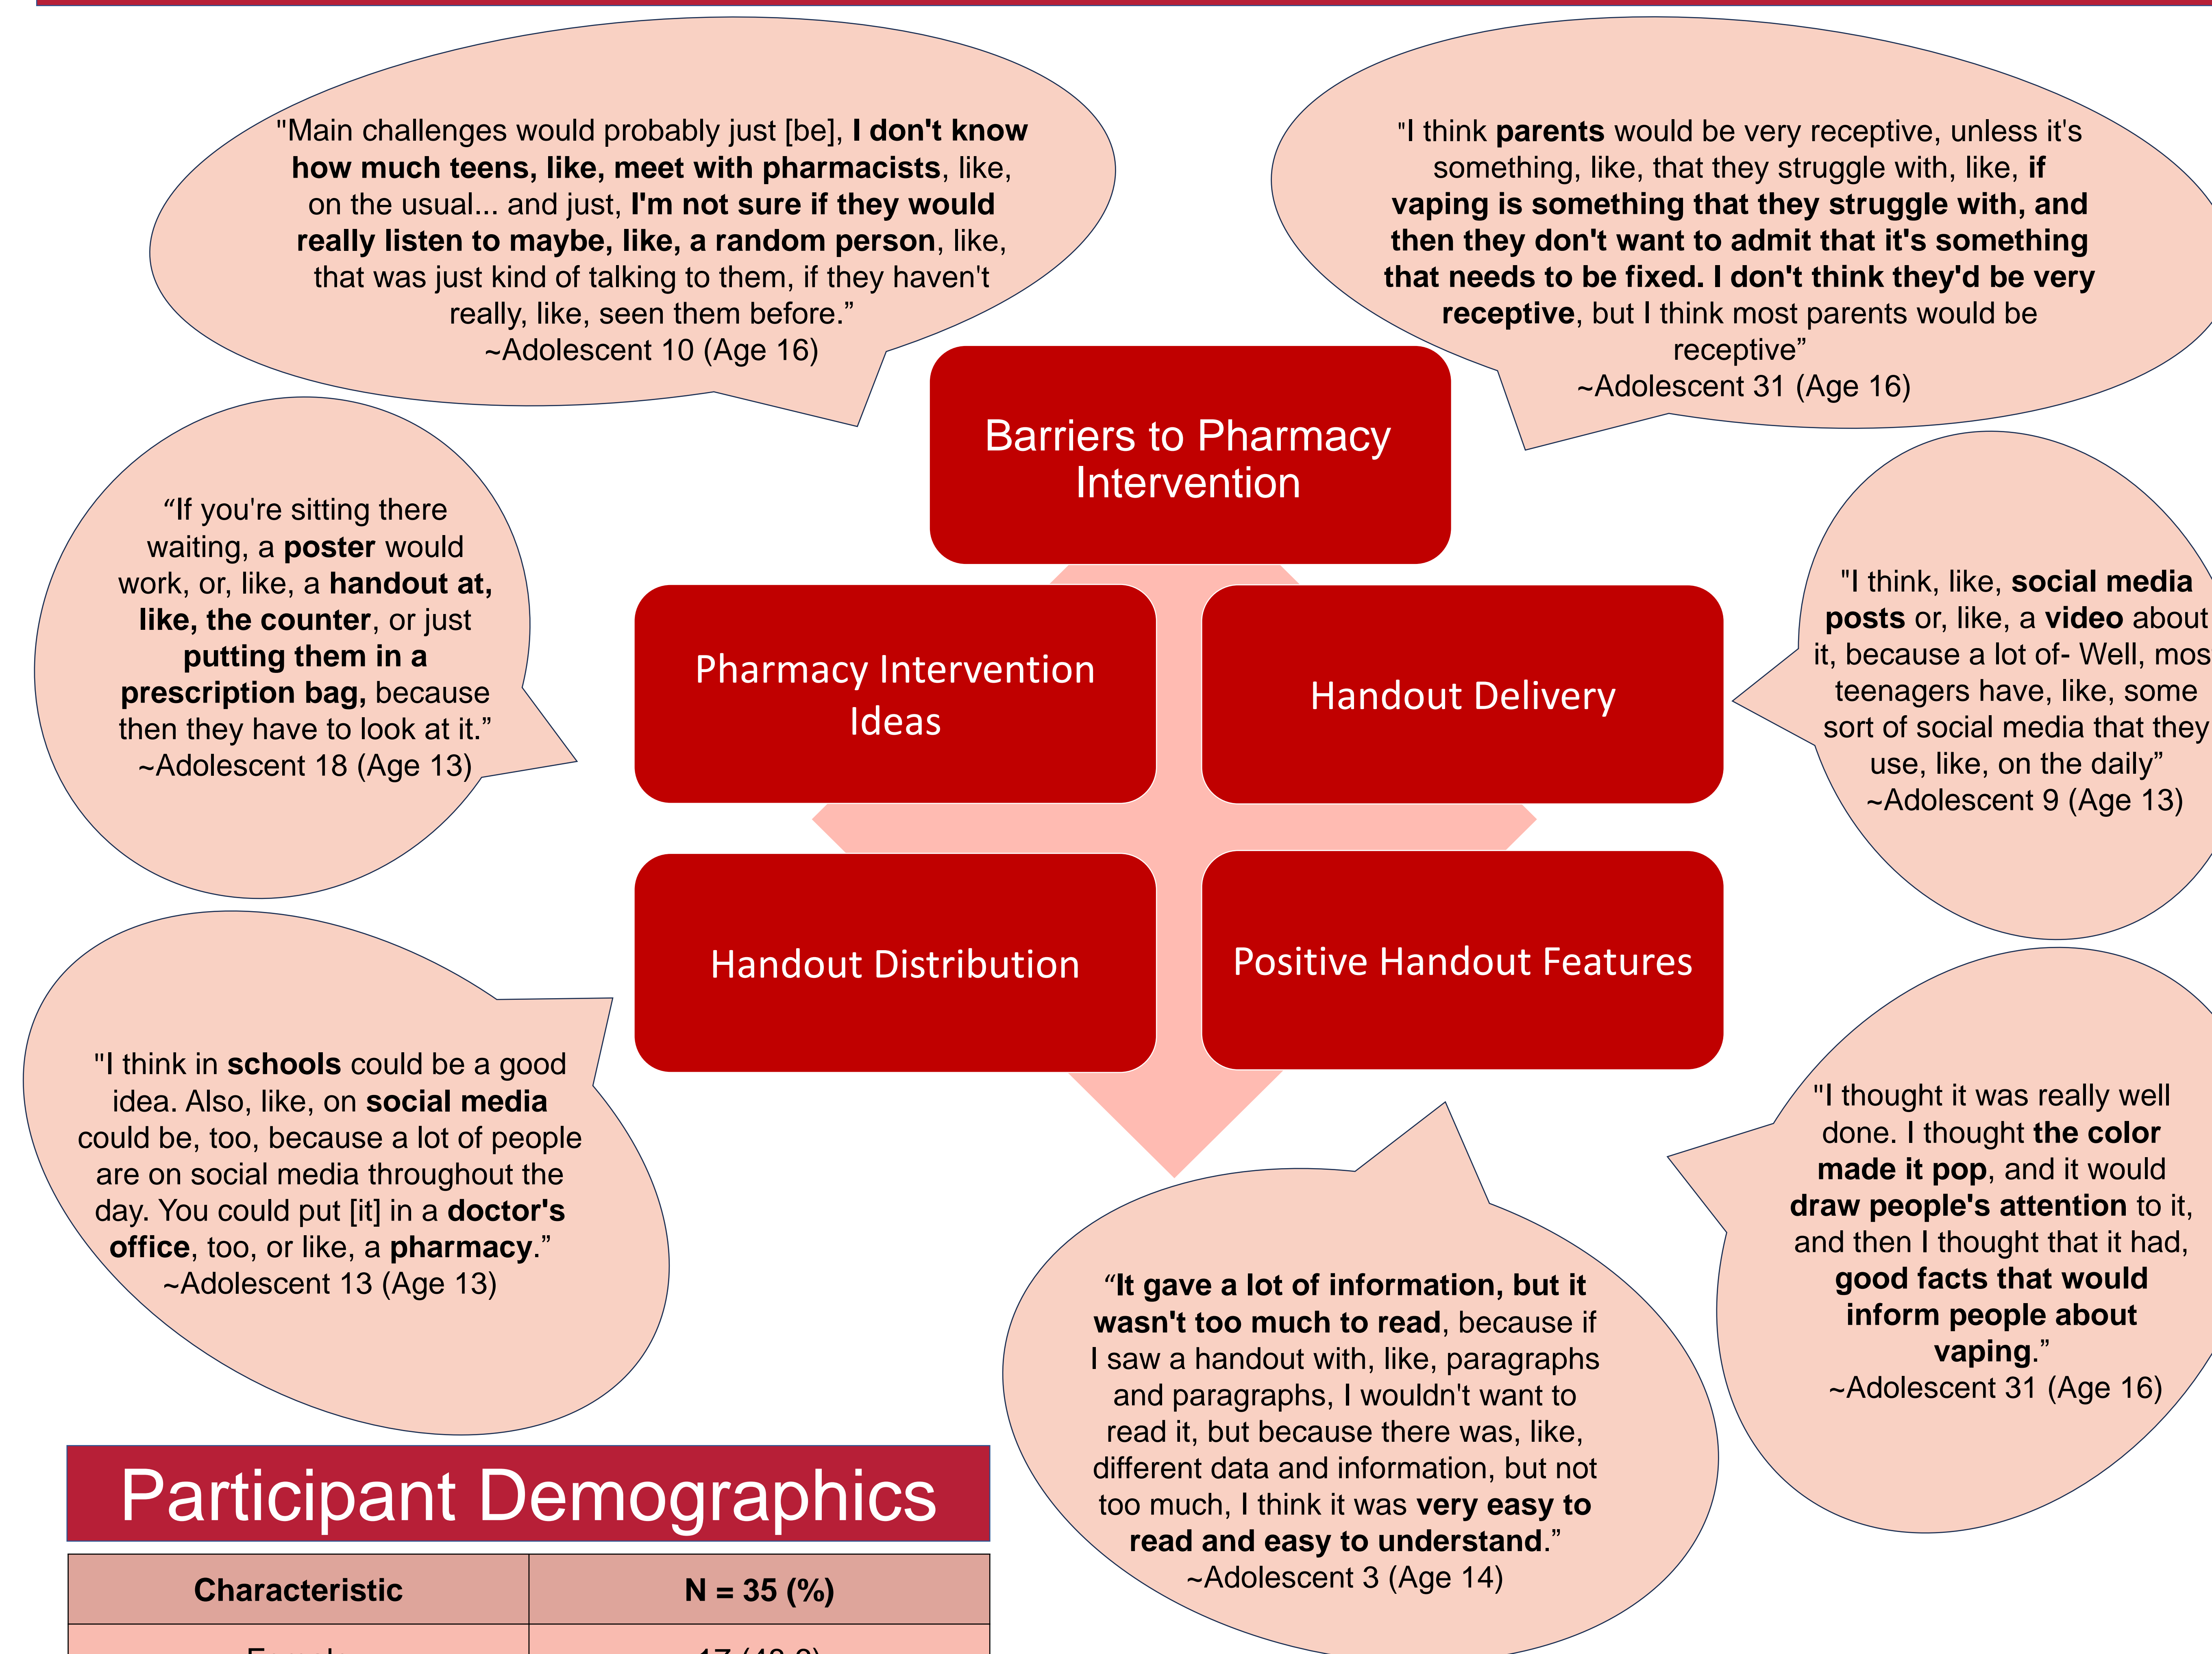 "Main challenges would probably just [be], I don't know
how much teens, like, meet with pharmacists, like,
on the usual... and just, I'm not sure if they would
really listen to maybe, like, a random person, like,
that was just kind of talking to them, if they haven't
really, like, seen them before.”
~Adolescent 10 (Age 16)
"I think parents would be very receptive, unless it's
something, like, that they struggle with, like, if
vaping is something that they struggle with, and
then they don't want to admit that it's something
that needs to be fixed. I don't think they'd be very
receptive, but I think most parents would be
receptive”
~Adolescent 31 (Age 16)
Barriers to Pharmacy
Intervention
“If you're sitting there
waiting, a poster would
work, or, like, a handout at,
like, the counter, or just
putting them in a
prescription bag, because
then they have to look at it.”
~Adolescent 18 (Age 13)
Pharmacy Intervention
Ideas
Handout Delivery
"I think, like, social media
posts or, like, a video about
it, because a lot of- Well, mos
teenagers have, like, some
sort of social media that they
use, like, on the daily”
~Adolescent 9 (Age 13)
Handout Distribution
Positive Handout Features
"I think in schools could be a good
idea. Also, like, on social media
could be, too, because a lot of people
are on social media throughout the
day. You could put [it] in a doctor's
office, too, or like, a pharmacy.”
~Adolescent 13 (Age 13)
"I thought it was really well
done. I thought the color
made it pop, and it would
draw people's attention to it,
and then I thought that it had,
good facts that would
inform people about
vaping.”
~Adolescent 31 (Age 16)
“It gave a lot of information, but it
wasn't too much to read, because if
I saw a handout with, like, paragraphs
and paragraphs, I wouldn't want to
read it, but because there was, like,
different data and information, but not
too much, I think it was very easy to
read and easy to understand.”
~Adolescent 3 (Age 14)
Participant Demographics
Characteristic
N = 35 (%)